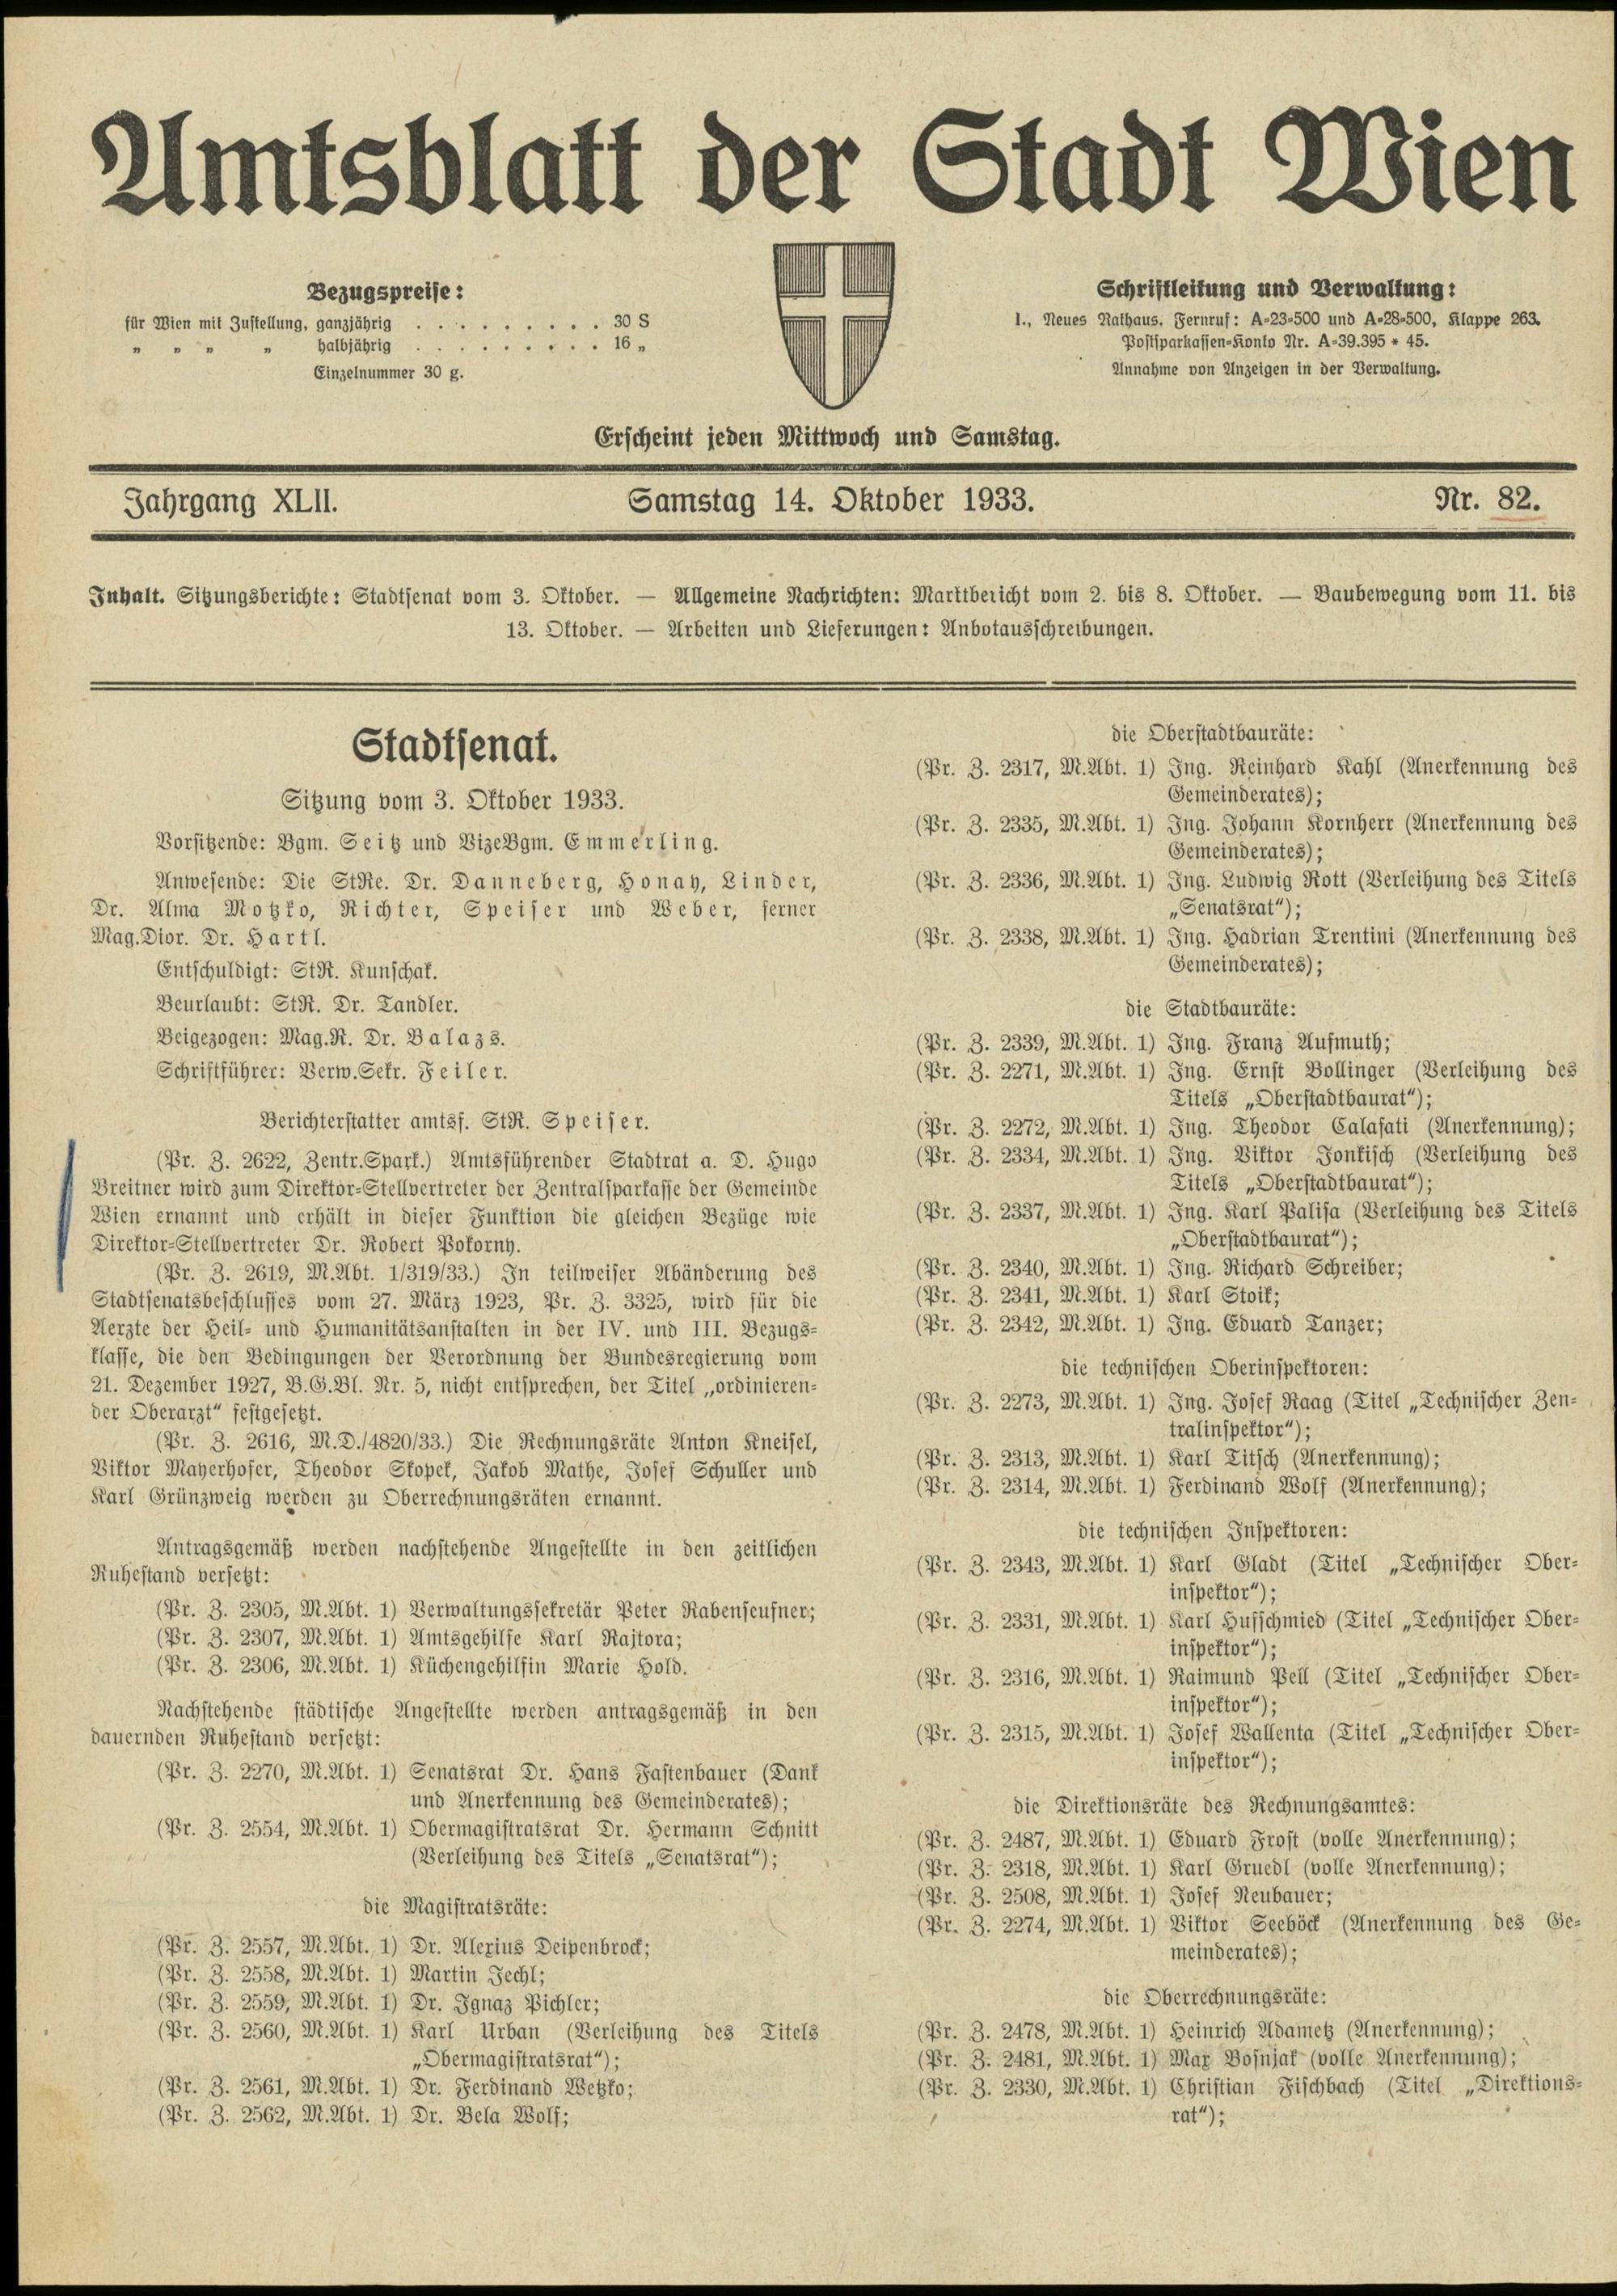 Amtsblatt der Stadt Wien
Bezugspreise:
für Wien mit Zustellung, ganzjährig . . . . . . . . . 30 S
„ „ „ „ halbjährig . . . . . . . . . 16 „
Einzelnummer 30 g.
Schriftleitung und Verwaltung:
I., Neues Rathaus. Fernruf: A-23-500 und A-28-500, Klappe 263.
Postsparkassen-Konto Nr. A-39.395 * 45.
Annahme von Anzeigen in der Verwaltung.
Erscheint jeden Mittwoch und Samstag.
Jahrgang XLII. Samstag 14. Oktober 1933. Nr. 82.
Inhalt. Sitzungsberichte: Stadtsenat vom 3. Oktober. — Allgemeine Nachrichten: Marktbericht vom 2. bis 8. Oktober. — Baubewegung vom 11. bis
13. Oktober. — Arbeiten und Lieferungen: Anbotausschreibungen.
Stadtsenat.
Sitzung vom 3. Oktober 1933.
Vorsitzende: Bgm. Seitz und VizeBgm. Emmerling.
Anwesende: Die StRe. Dr. Danneberg, Honay, Linder,
Dr. Alma Motzko, Richter, Speiser und Weber, ferner
Mag.Dior. Dr. Hartl.
Entschuldigt: StR. Kunschak.
Beurlaubt: StR. Dr. Tandler.
Beigezogen: Mag.R. Dr. Balazs.
Schriftführer: Verw.Sekr. Feiler.
Berichterstatter amtsf. StR. Speiser.
(Pr. Z. 2622, Zentr.Spark.) Amtsführender Stadtrat a. D. Hugo
Breitner wird zum Direktor-Stellvertreter der Zentralsparkasse der Gemeinde
Wien ernannt und erhält in dieser Funktion die gleichen Bezüge wie
Direktor-Stellvertreter Dr. Robert Pokorny.
(Pr. Z. 2619, M.Abt. 1/319/33.) In teilweiser Abänderung des
Stadtsenatsbeschlusses vom 27. März 1923, Pr. Z. 3325, wird für die
Aerzte der Heil- und Humanitätsanstalten in der IV. und III. Bezugs-
klasse, die den Bedingungen der Verordnung der Bundesregierung vom
21. Dezember 1927, B.G.Bl. Nr. 5, nicht entsprechen, der Titel „ordinieren-
der Oberarzt“ festgesetzt.
(Pr. Z. 2616, M.D./4820/33.) Die Rechnungsräte Anton Kneisel,
Viktor Mayerhofer, Theodor Skopek, Jakob Mathe, Josef Schuller und
Karl Grünzweig werden zu Oberrechnungsräten ernannt.
Antragsgemäß werden nachstehende Angestellte in den zeitlichen
Ruhestand versetzt:
(Pr. Z. 2305, M.Abt. 1) Verwaltungssekretär Peter Rabenseufner;
(Pr. Z. 2307, M.Abt. 1) Amtsgehilfe Karl Rajtora;
(Pr. Z. 2306, M.Abt. 1) Küchengehilfin Marie Hold.
Nachstehende städtische Angestellte werden antragsgemäß in den
dauernden Ruhestand versetzt:
(Pr. Z. 2270, M.Abt. 1) Senatsrat Dr. Hans Fastenbauer (Dank
und Anerkennung des Gemeinderates);
(Pr. Z. 2554, M.Abt. 1) Obermagistratsrat Dr. Hermann Schnitt
(Verleihung des Titels „Senatsrat“);
die Magistratsräte:
(Pr. Z. 2557, M.Abt. 1) Dr. Alexius Deipenbrock;
(Pr. Z. 2558, M.Abt. 1) Martin Jechl;
(Pr. Z. 2559, M.Abt. 1) Dr. Ignaz Pichler;
(Pr. Z. 2560, M.Abt. 1) Karl Urban (Verleihung des Titels
„Obermagistratsrat“);
(Pr. Z. 2561, M.Abt. 1) Dr. Ferdinand Wetzko;
(Pr. Z. 2562, M.Abt. 1) Dr. Bela Wolf;
die Oberstadtbauräte:
(Pr. Z. 2317, M.Abt. 1) Ing. Reinhard Kahl (Anerkennung des
Gemeinderates);
(Pr. Z. 2335, M.Abt. 1) Ing. Johann Kornherr (Anerkennung des
Gemeinderates);
(Pr. Z. 2336, M.Abt. 1) Ing. Ludwig Rott (Verleihung des Titels
„Senatsrat“);
(Pr. Z. 2338, M.Abt. 1) Ing. Hadrian Trentini (Anerkennung des
Gemeinderates);
die Stadtbauräte:
(Pr. Z. 2339, M.Abt. 1) Ing. Franz Aufmuth;
(Pr. Z. 2271, M.Abt. 1) Ing. Ernst Bollinger (Verleihung des
Titels „Oberstadtbaurat“);
(Pr. Z. 2272, M.Abt. 1) Ing. Theodor Calafati (Anerkennung);
(Pr. Z. 2334, M.Abt. 1) Ing. Viktor Jonkisch (Verleihung des
Titels „Oberstadtbaurat“);
(Pr. Z. 2337, M.Abt. 1) Ing. Karl Palisa (Verleihung des Titels
„Oberstadtbaurat“);
(Pr. Z. 2340, M.Abt. 1) Ing. Richard Schreiber;
(Pr. Z. 2341, M.Abt. 1) Karl Stoik;
(Pr. Z. 2342, M.Abt. 1) Ing. Eduard Tanzer;
die technischen Oberinspektoren:
(Pr. Z. 2273, M.Abt. 1) Ing. Josef Raag (Titel „Technischer Zen-
tralinspektor“);
(Pr. Z. 2313, M.Abt. 1) Karl Titsch (Anerkennung);
(Pr. Z. 2314, M.Abt. 1) Ferdinand Wolf (Anerkennung);
die technischen Inspektoren:
(Pr. Z. 2343, M.Abt. 1) Karl Gladt (Titel „Technischer Ober-
inspektor“);
(Pr. Z. 2331, M.Abt. 1) Karl Hufschmied (Titel „Technischer Ober-
inspektor“);
(Pr. Z. 2316, M.Abt. 1) Raimund Pell (Titel „Technischer Ober-
inspektor“);
(Pr. Z. 2315, M.Abt. 1) Josef Wallenta (Titel „Technischer Ober-
inspektor“);
die Direktionsräte des Rechnungsamtes:
(Pr. Z. 2487, M.Abt. 1) Eduard Frost (volle Anerkennung);
(Pr. Z. 2318, M.Abt. 1) Karl Gruedl (volle Anerkennung);
(Pr. Z. 2508, M.Abt. 1) Josef Neubauer;
(Pr. Z. 2274, M.Abt. 1) Viktor Seeböck (Anerkennung des Ge-
meinderates);
die Oberrechnungsräte:
(Pr. Z. 2478, M.Abt. 1) Heinrich Adametz (Anerkennung);
(Pr. Z. 2481, M.Abt. 1) Max Bosnjak (volle Anerkennung);
(Pr. Z. 2330, M.Abt. 1) Christian Fischbach (Titel „Direktions-
rat“);